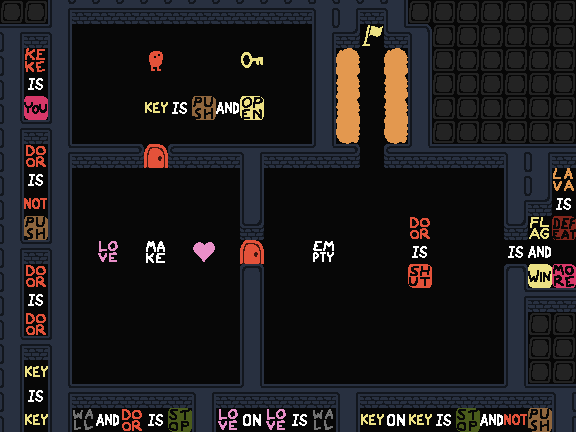 KEKE
IS
YOU
KEY IS PUSH AND OPEN
DOOR
IS
NOT
PUSH
LAVA
IS
DEFEAT
DOOR
IS
SHUT
FLAG
IS AND
WIN MORE
LOVE MAKE EMPTY
DOOR
IS
DOOR
KEY
IS
KEY
WALL AND DOOR IS STOP
LOVE ON LOVE IS WALL
KEY ON KEY IS STOP AND NOT PUSH